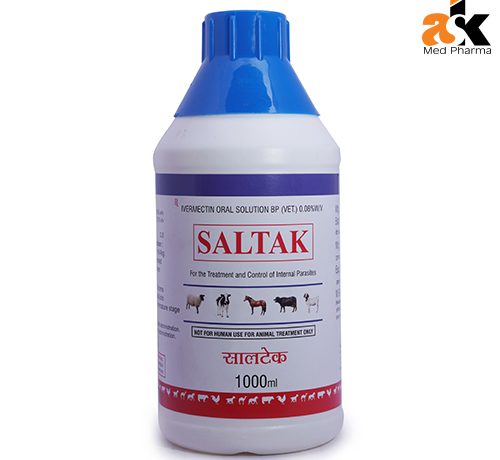 ark
Med Pharma
IVERMECTIN ORAL SOLUTION BP (VET.) 0.08%W/V
SALTAK
For the Treatment and Control of Internal Parasites
NOT FOR HUMAN USE FOR ANIMAL TREATMENT ONLY
सालटेक
1000ml